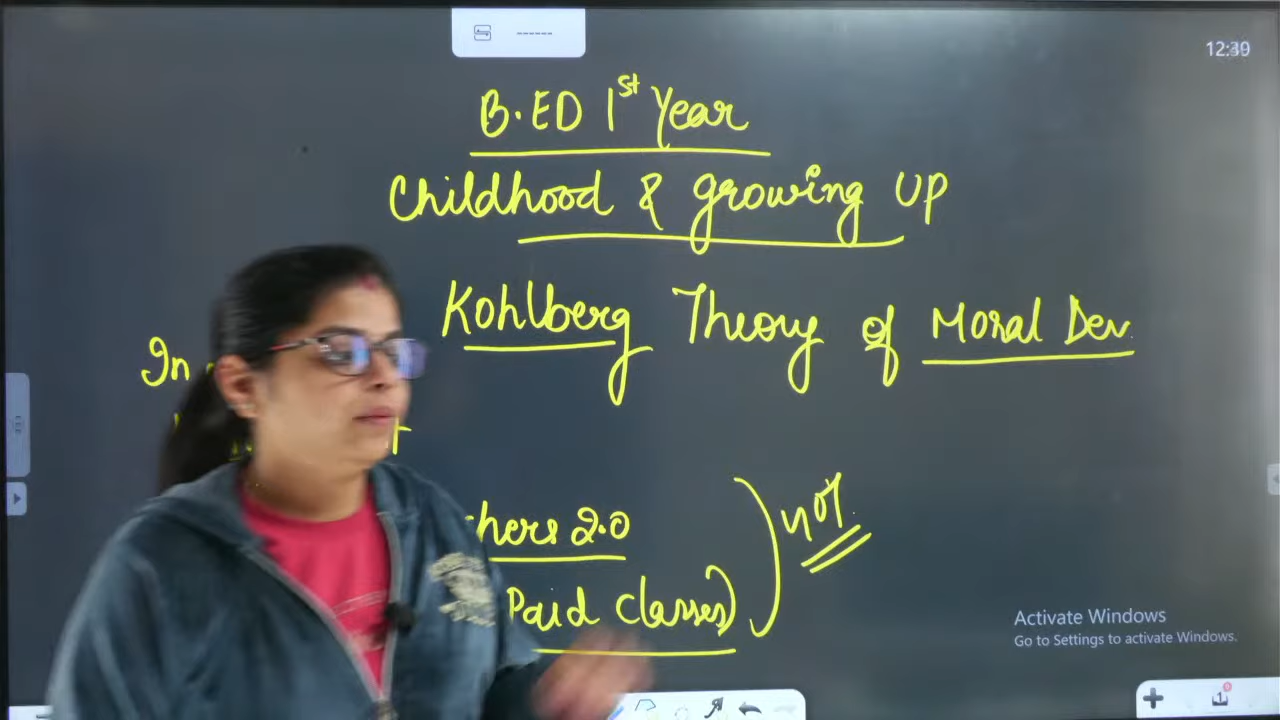 12:39
B.ED 1st Year
Childhood & growing UP
Kohlberg Theory of Moral Dev.
In
hers 2.0
Paid classes)
Activate Windows
Go to Settings to activate Windows.